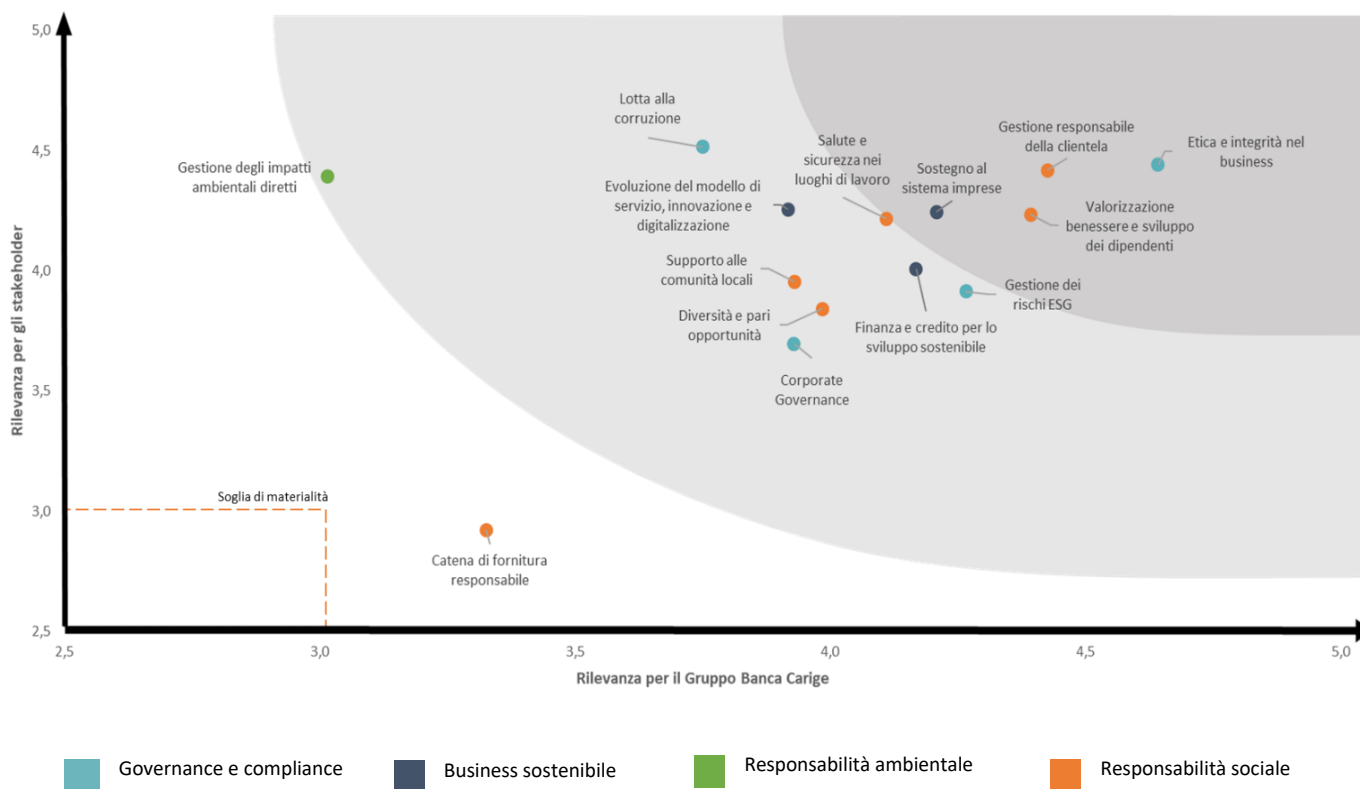 5,0
Lotta alla
corruzione
4,5
Gestione degli impatti
ambientali diretti
Salute e
sicurezza nei
luoghi di lavoro
Gestione responsabile
della clientela
Etica e integrità nel
business
Sostegno al
sistema imprese
Evoluzione del modello di
servizio, innovazione e
digitalizzazione
Valorizzazione
benessere e sviluppo
dei dipendenti
4,0
Supporto alle
comunità locali
Gestione dei
rischi ESG
Diversità e pari
opportunità
Finanza e credito per lo
sviluppo sostenibile
Corporate
Governance
3,5
Rilevanza per gli stakeholder
Soglia di materialità
3,0
Catena di fornitura
responsabile
2,5
2,5
3,0
3,5
4,0
4,5
5,0
Rilevanza per il Gruppo Banca Carige
Governance e compliance
Business sostenibile
Responsabilità ambientale
Responsabilità sociale